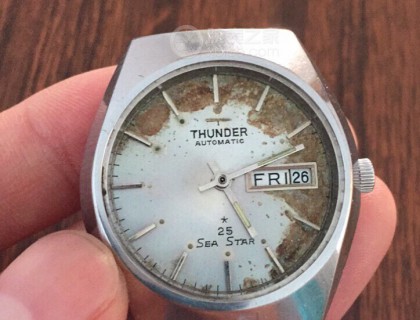 THUNDER
AUTOMATIC
FRI 26
25
SEA STAR